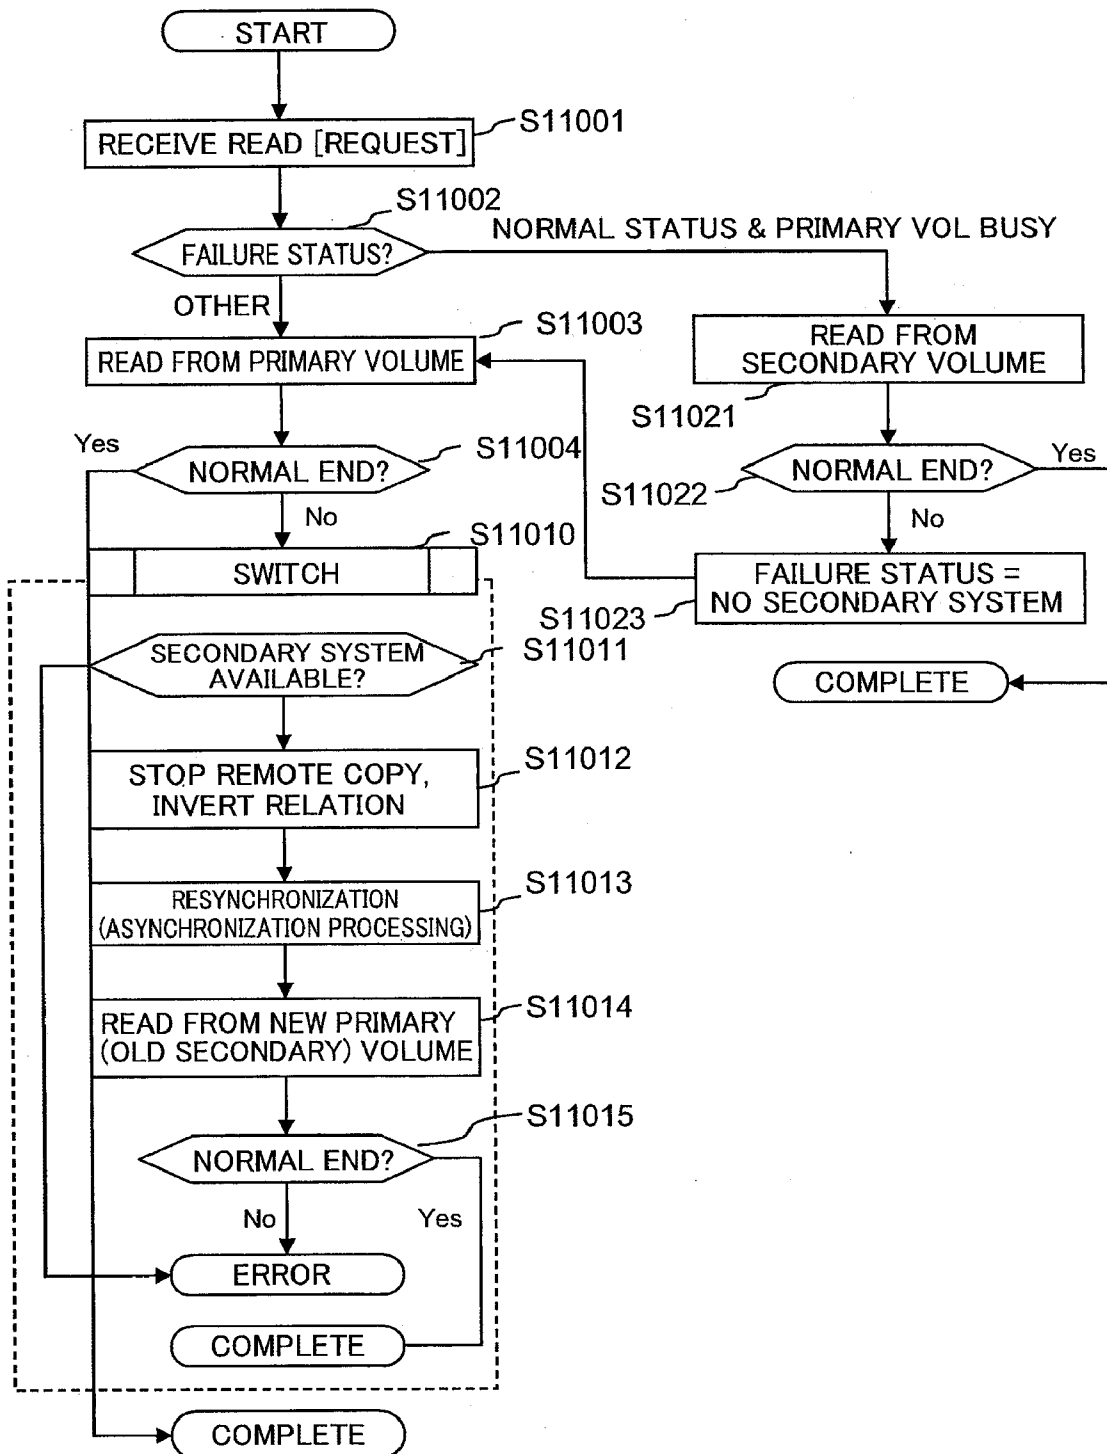 START
S11001
RECEIVE READ [REQUEST]
S11002
FAILURE STATUS?
NORMAL STATUS & PRIMARY VOL BUSY
OTHER
S11003
READ FROM PRIMARY VOLUME
READ FROM
SECONDARY VOLUME
S11021
Yes
S11004
NORMAL END?
No
NORMAL END?
Yes
S11022
No
S11010
SWITCH
FAILURE STATUS =
NO SECONDARY SYSTEM
S11023
SECONDARY SYSTEM
AVAILABLE?
S11011
COMPLETE
S11012
STOP REMOTE COPY,
INVERT RELATION
S11013
RESYNCHRONIZATION
(ASYNCHRONIZATION PROCESSING)
S11014
READ FROM NEW PRIMARY
(OLD SECONDARY) VOLUME
S11015
NORMAL END?
No
Yes
ERROR
COMPLETE
COMPLETE